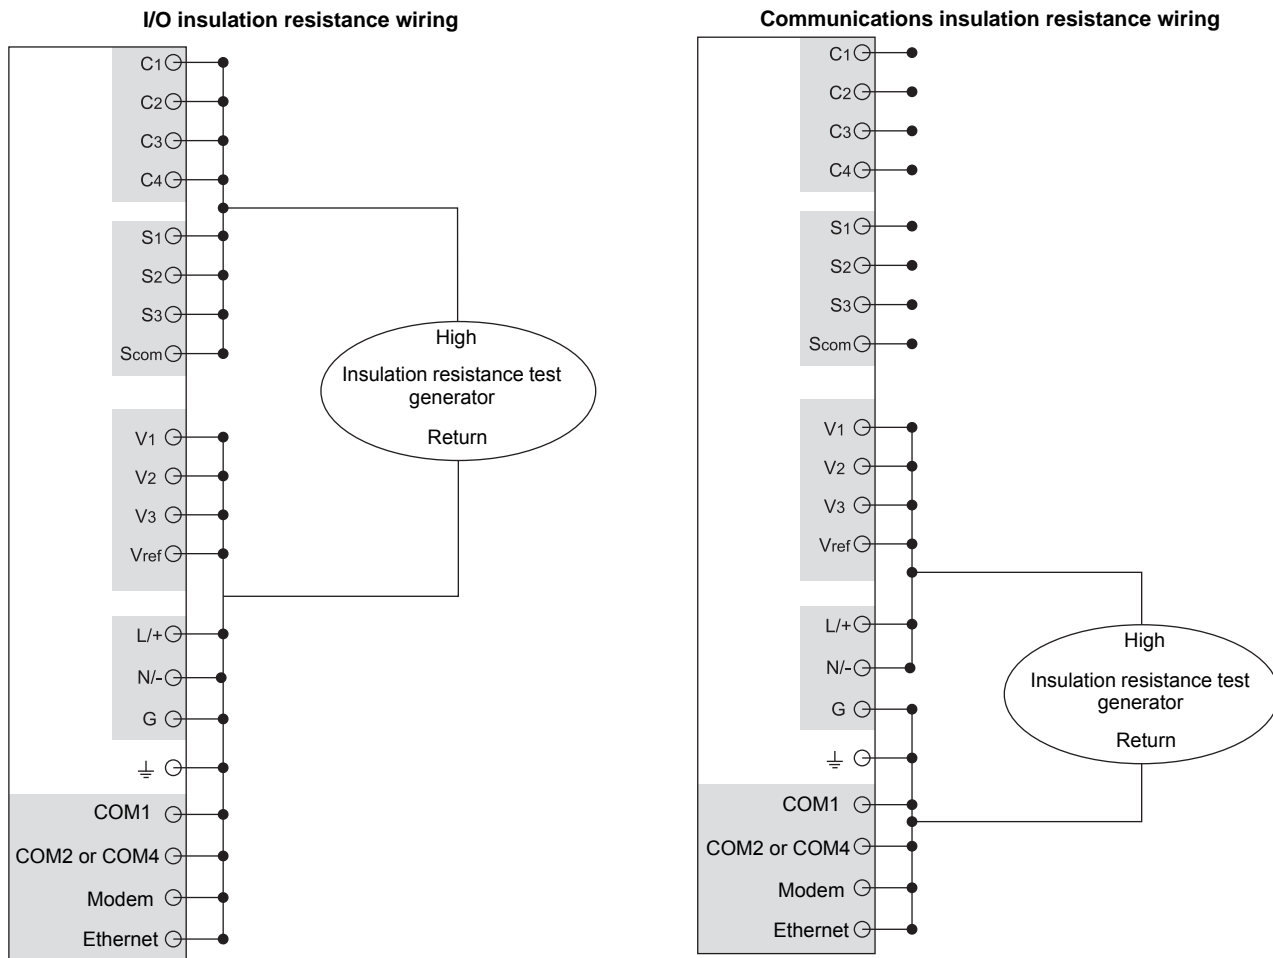 I/O insulation resistance wiring
C1
C2
C3
C4
S1
S2
S3
Scom
V1
V2
V3
Vref
L/+
N/-
G
COM1
COM2 or COM4
Modem
Ethernet
High
Insulation resistance test
generator
Return
Communications insulation resistance wiring
C1
C2
C3
C4
S1
S2
S3
Scom
V1
V2
V3
Vref
L/+
N/-
G
COM1
COM2 or COM4
Modem
Ethernet
High
Insulation resistance test
generator
Return